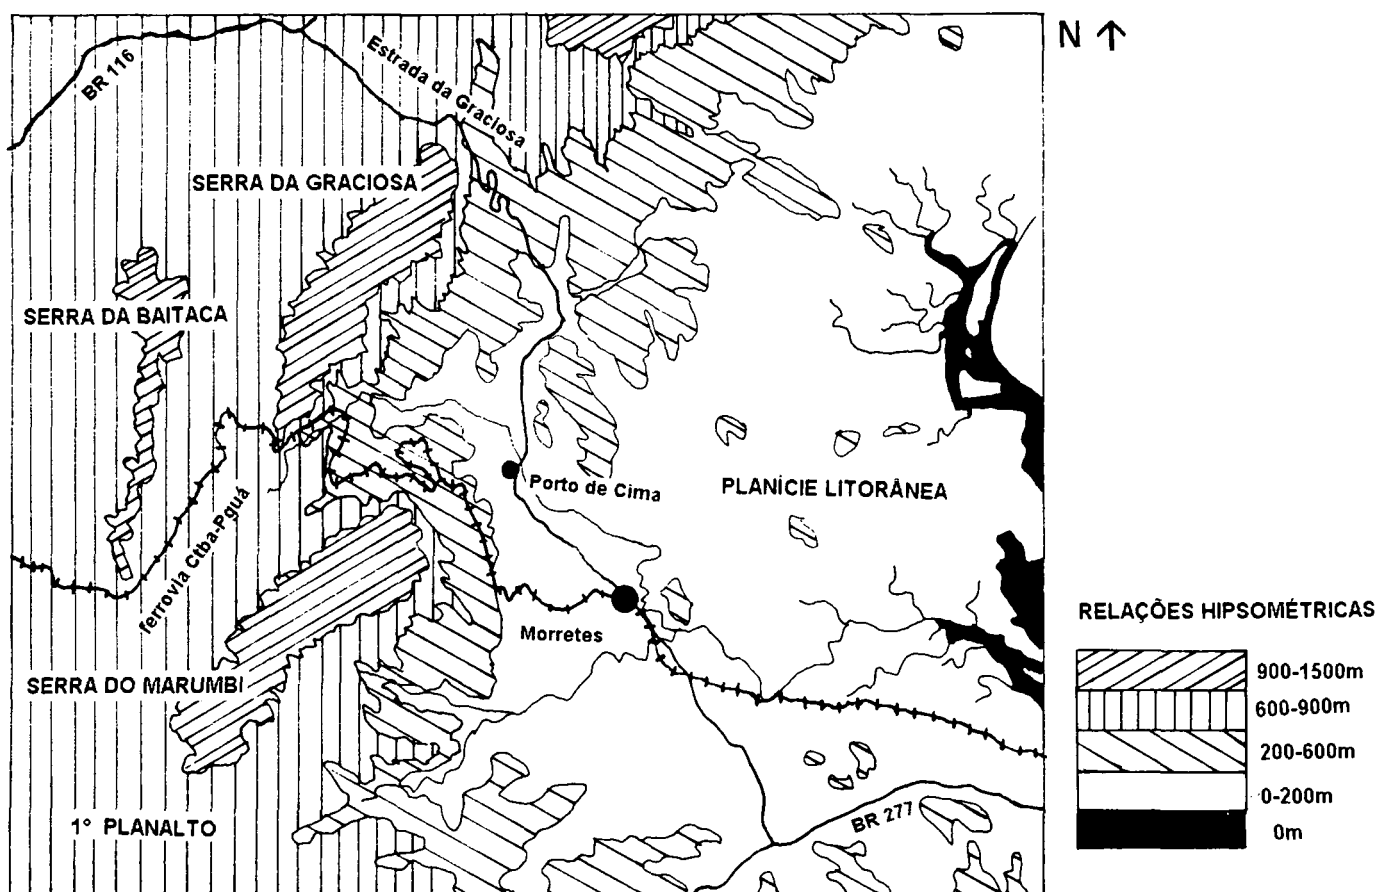 N
BR 116
Estrada da Graciosa
SERRA DA GRACIOSA
SERRA DA BAITACA
Porto de Cima
PLANÍCIE LITORÂNEA
ferrovia Ctba-Pguá
Morretes
SERRA DO MARUMBI
1º PLANALTO
BR 277
RELAÇÕES HIPSOMÉTRICAS
900-1500m
600-900m
200-600m
0-200m
0m